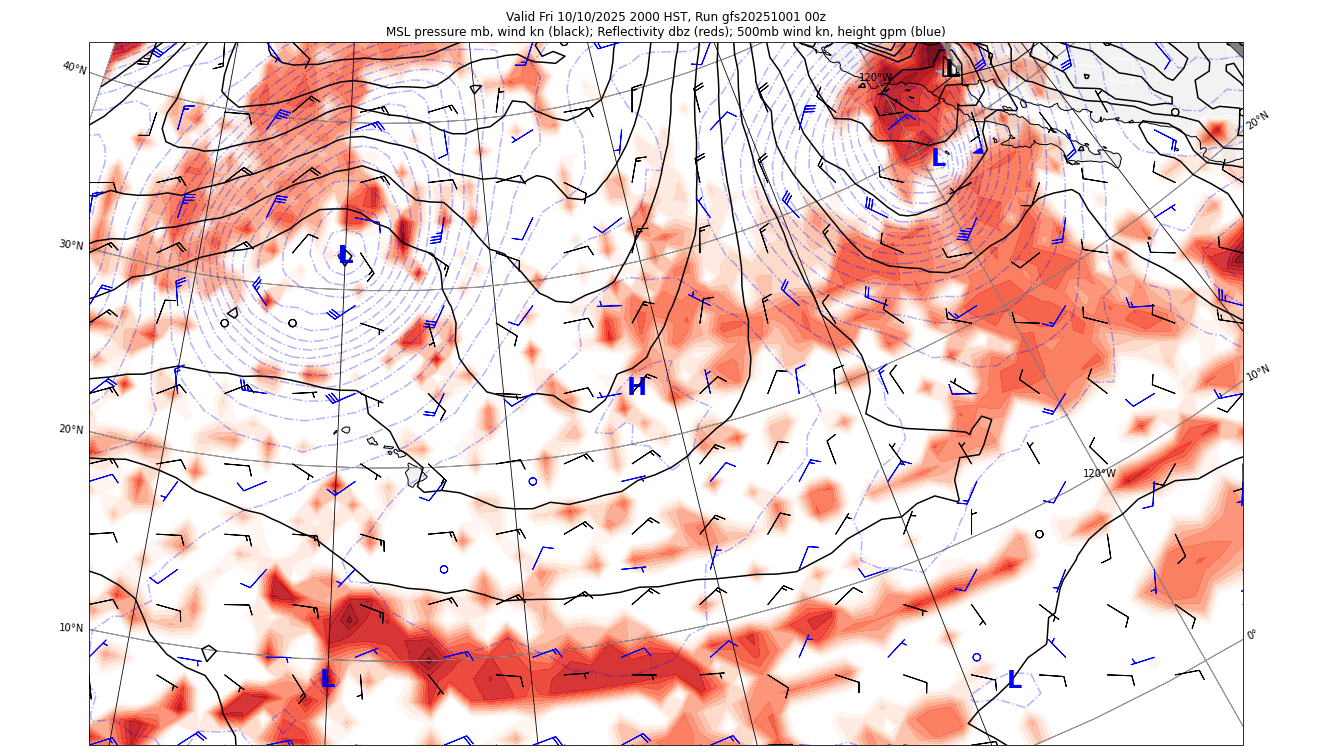 Valid Fri 10/10/2025 2000 HST, Run gfs20251001 00z
MSL pressure mb, wind kn (black); Reflectivity dbz (reds); 500mb wind kn, height gpm (blue)
40°N
120°W
L
20°N
L
30°N
L
10°N
H
20°N
120°W
10°N
0°
L
L